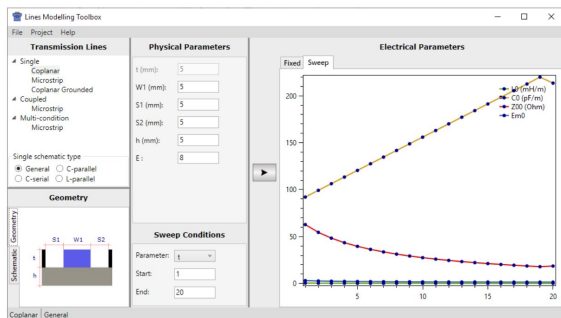 Lines Modelling Toolbox
File Project Help
Transmission Lines
Single
Coplanar
Microstrip
Coplanar Grounded
Coupled
Microstrip
Multi-condition
Microstrip
Single schematic type
General C-parallel
C-serial L-parallel
Geometry
Geometry
Schematic
S1 W1 S2
t
h
Physical Parameters
t (mm): 5
W1 (mm): 5
S1 (mm): 5
S2 (mm): 5
h (mm): 5
E : 8
Sweep Conditions
Parameter: t
Start: 1
End: 20
Electrical Parameters
Fixed Sweep
L0 (mH/m)
C0 (pF/m)
Z00 (Ohm)
Em0
200
150
100
50
0
5 10 15 20
Coplanar General